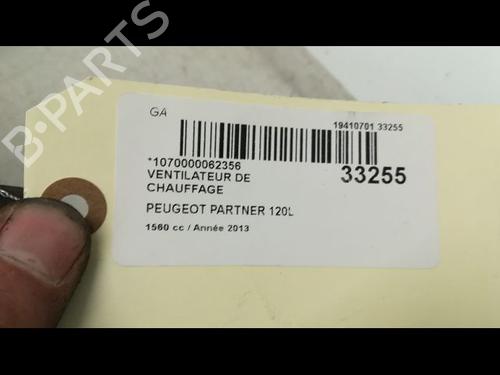 B-PARTS
GA
19410701 33255
*1070000062356
33255
VENTILATEUR DE
CHAUFFAGE
PEUGEOT PARTNER 120L
1560 cc / Année 2013